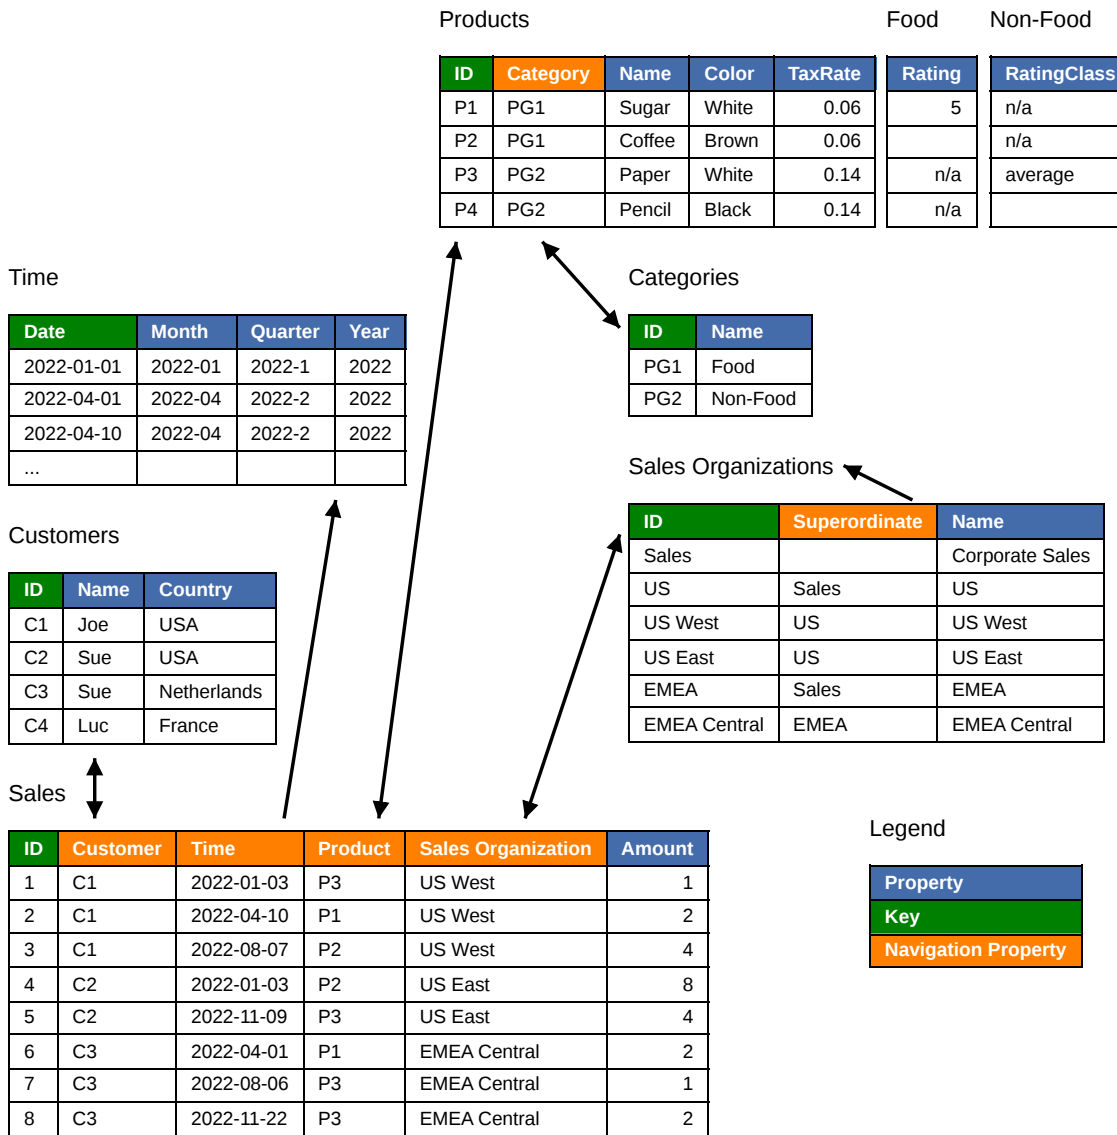 Products Food Non-Food
ID Category Name Color TaxRate Rating RatingClass
P1 PG1 Sugar White 0.06 5 n/a
P2 PG1 Coffee Brown 0.06 n/a
P3 PG2 Paper White 0.14 n/a average
P4 PG2 Pencil Black 0.14 n/a
Time
Date Month Quarter Year
2022-01-01 2022-01 2022-1 2022
2022-04-01 2022-04 2022-2 2022
2022-04-10 2022-04 2022-2 2022
...
Categories
ID Name
PG1 Food
PG2 Non-Food
Sales Organizations
ID Superordinate Name
Sales Corporate Sales
US Sales US
US West US US West
US East US US East
EMEA Sales EMEA
EMEA Central EMEA EMEA Central
Customers
ID Name Country
C1 Joe USA
C2 Sue USA
C3 Sue Netherlands
C4 Luc France
Sales
ID Customer Time Product Sales Organization Amount
1 C1 2022-01-03 P3 US West 1
2 C1 2022-04-10 P1 US West 2
3 C1 2022-08-07 P2 US West 4
4 C2 2022-01-03 P2 US East 8
5 C2 2022-11-09 P3 US East 4
6 C3 2022-04-01 P1 EMEA Central 2
7 C3 2022-08-06 P3 EMEA Central 1
8 C3 2022-11-22 P3 EMEA Central 2
Legend
Property
Key
Navigation Property